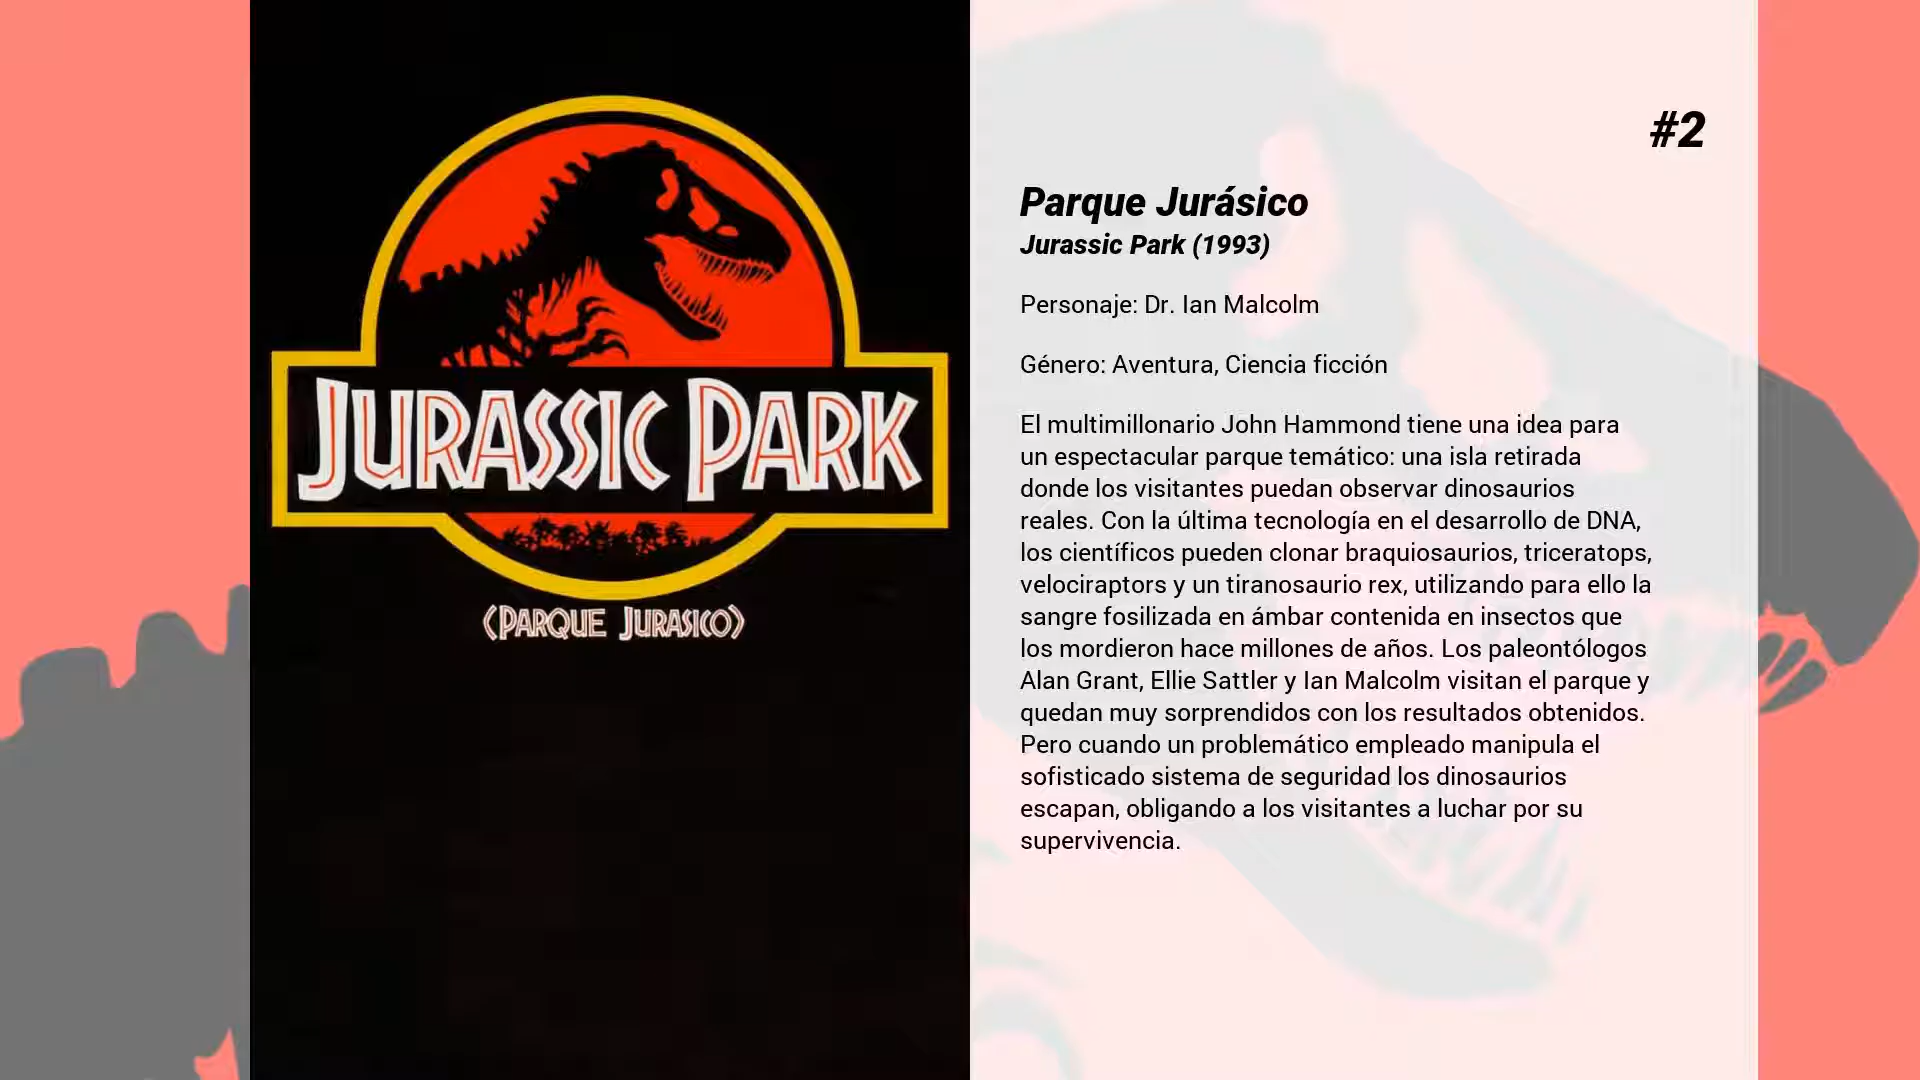 JURASSIC PARK
(PARQUE JURASICO)
#2
Parque Jurásico
Jurassic Park (1993)
Personaje: Dr. Ian Malcolm
Género: Aventura, Ciencia ficción
El multimillonario John Hammond tiene una idea para
un espectacular parque temático: una isla retirada
donde los visitantes puedan observar dinosaurios
reales. Con la última tecnología en el desarrollo de DNA,
los científicos pueden clonar braquiosaurios, triceratops,
velociraptors y un tiranosaurio rex, utilizando para ello la
sangre fosilizada en ámbar contenida en insectos que
los mordieron hace millones de años. Los paleontólogos
Alan Grant, Ellie Sattler y Ian Malcolm visitan el parque y
quedan muy sorprendidos con los resultados obtenidos.
Pero cuando un problemático empleado manipula el
sofisticado sistema de seguridad los dinosaurios
escapan, obligando a los visitantes a luchar por su
supervivencia.